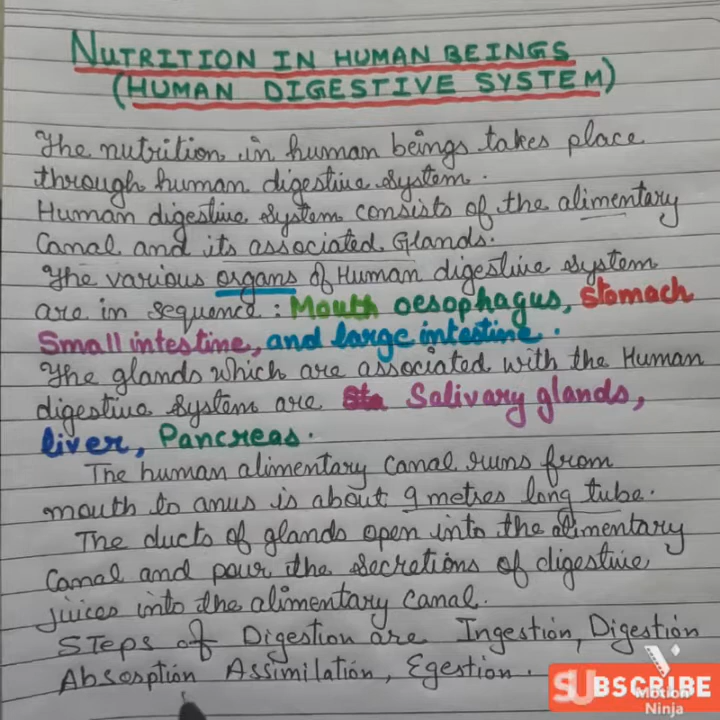 NUTRITION IN HUMAN BEINGS
(HUMAN DIGESTIVE SYSTEM)
The nutrition in human beings takes place
through human digestive system.
Human digestive system consists of the alimentary
Canal and its associated Glands.
The various organs of Human digestive system
are in sequence : Mouth oesophagus, Stomach
Small intestine, and large intestine.
The glands which are associated with the Human
digestive system are Salivary glands,
liver, Pancreas.
The human alimentary canal runs from
mouth to anus is about 9 metres long tube.
The ducts of glands open into the alimentary
Canal and pour the secretions of digestive
juices into the alimentary canal.
STeps of Digestion are Ingestion, Digestion
Absorption Assimilation, Egestion.
SUBSCRIBE
Motion
Ninja